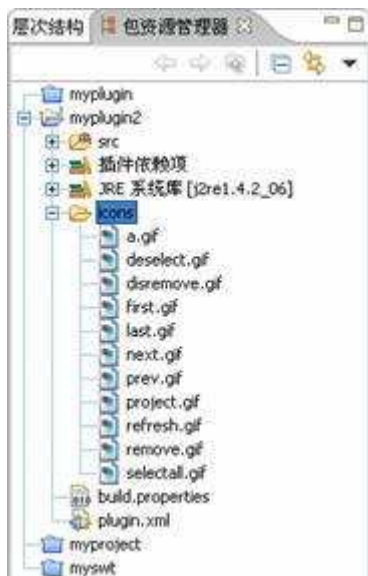 层次结构 包资源管理器
myplugin
myplugin2
src
插件依赖项
JRE 系统库 [j2re1.4.2_06]
icons
a.gif
deselect.gif
disremove.gif
first.gif
last.gif
next.gif
prev.gif
project.gif
refresh.gif
remove.gif
selectall.gif
build.properties
plugin.xml
myproject
myswt